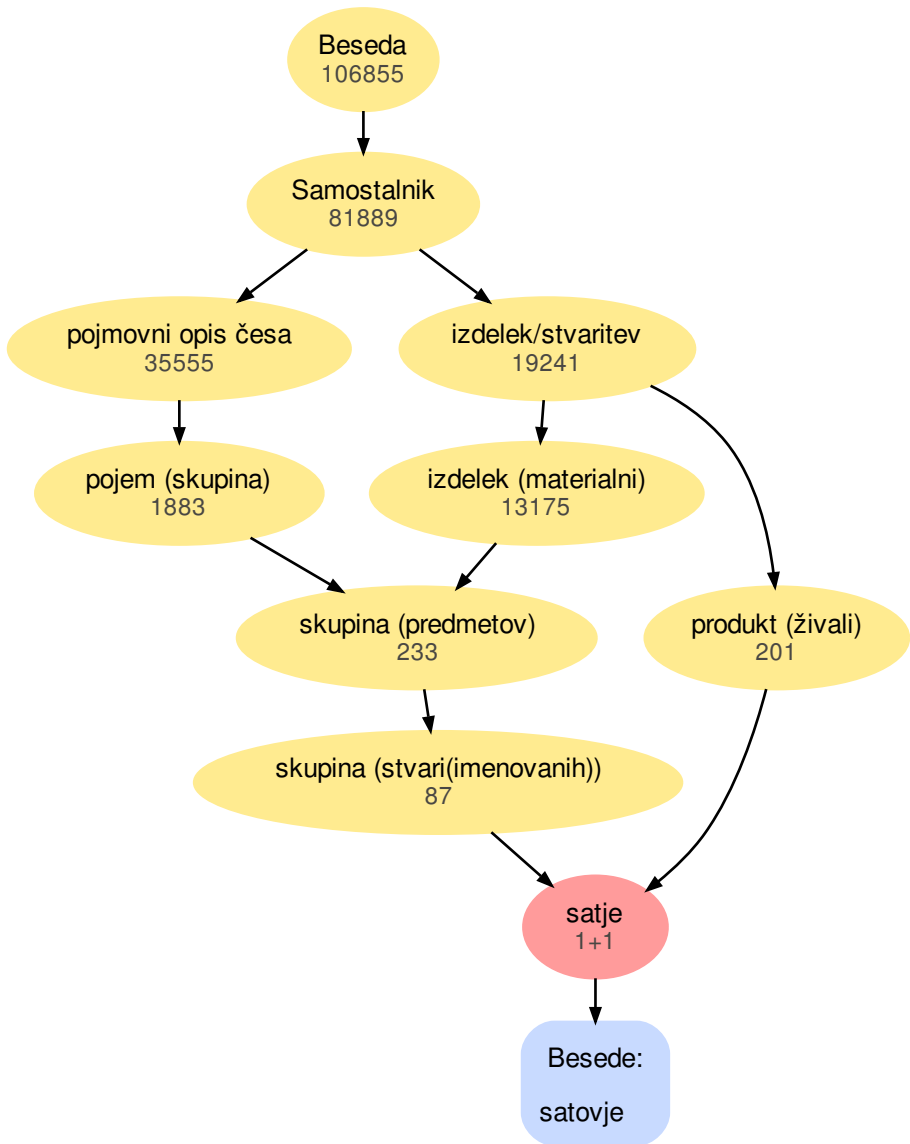 Beseda
106855
Samostalnik
81889
pojmovni opis česa
35555
izdelek/stvaritev
19241
pojem (skupina)
1883
izdelek (materialni)
13175
skupina (predmetov)
233
produkt (živali)
201
skupina (stvari(imenovanih))
87
satje
1+1
Besede:
satovje